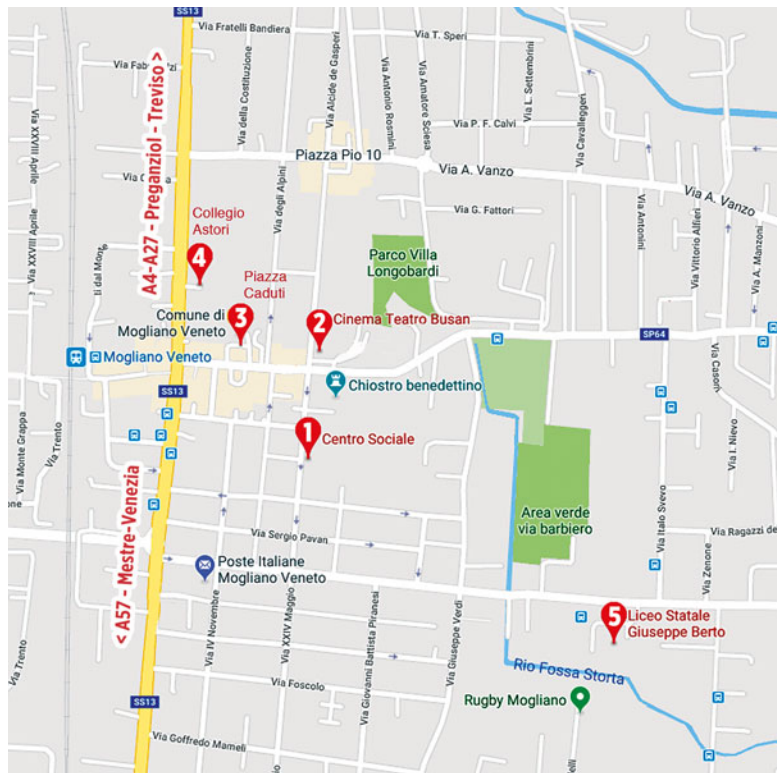 SS13
Via Fratelli Bandiera
Via T. Speri
Via della Costituzione
Via Alcide de Gasperi
Via Antonio Rosmini
Via Amatore Sciesa
Via L. Settembrini
Via Cavalleggeri
Via P. F. Calvi
A4-A27 - Preganziol - Treviso >
Via XXVIII Aprile
Via XXVIII Aprile
Piazza Pio 10
Via A. Vanzo
Via A. Vanzo
Via degli Alpini
Via G. Fattori
Via Antonini
Via Vittorio Alfieri
Via A. Manzoni
Collegio
Astori
4
Parco Villa
Longobardi
Piazza
Caduti
Comune di
Mogliano Veneto
3
2
Cinema Teatro Busan
SP64
Mogliano Veneto
Chiostro benedettino
SS13
Via Casoni
1
Centro Sociale
Via Monte Grappa
Via Trento
Via I. Nievo
< A57 - Mestre-Venezia
Area verde
via barbiero
Via Italo Svevo
Via Sergio Pavan
Via Ragazzi de
Poste Italiane
Mogliano Veneto
Via Zenone
Via IV Novembre
Via XXIV Maggio
Via Giovanni Battista Piranesi
Via Giuseppe Verdi
5
Liceo Statale
Giuseppe Berto
Via Trento
Rio Fossa Storta
Via Foscolo
Rugby Mogliano
SS13
Via Goffredo Mameli